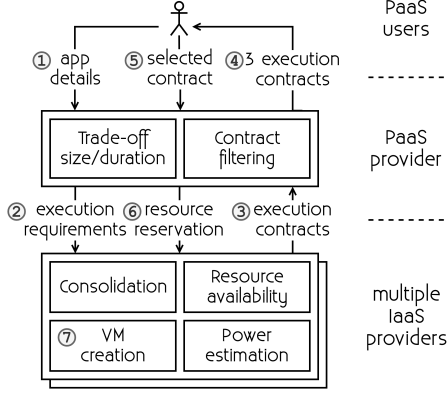 PaaS
users
① app
details
⑤ selected
contract
④ 3 execution
contracts
Trade-off
size/duration
Contract
filtering
PaaS
provider
② execution
requirements
⑥ resource
reservation
③ execution
contracts
Consolidation
Resource
availability
⑦ VM
creation
Power
estimation
multiple
IaaS
providers